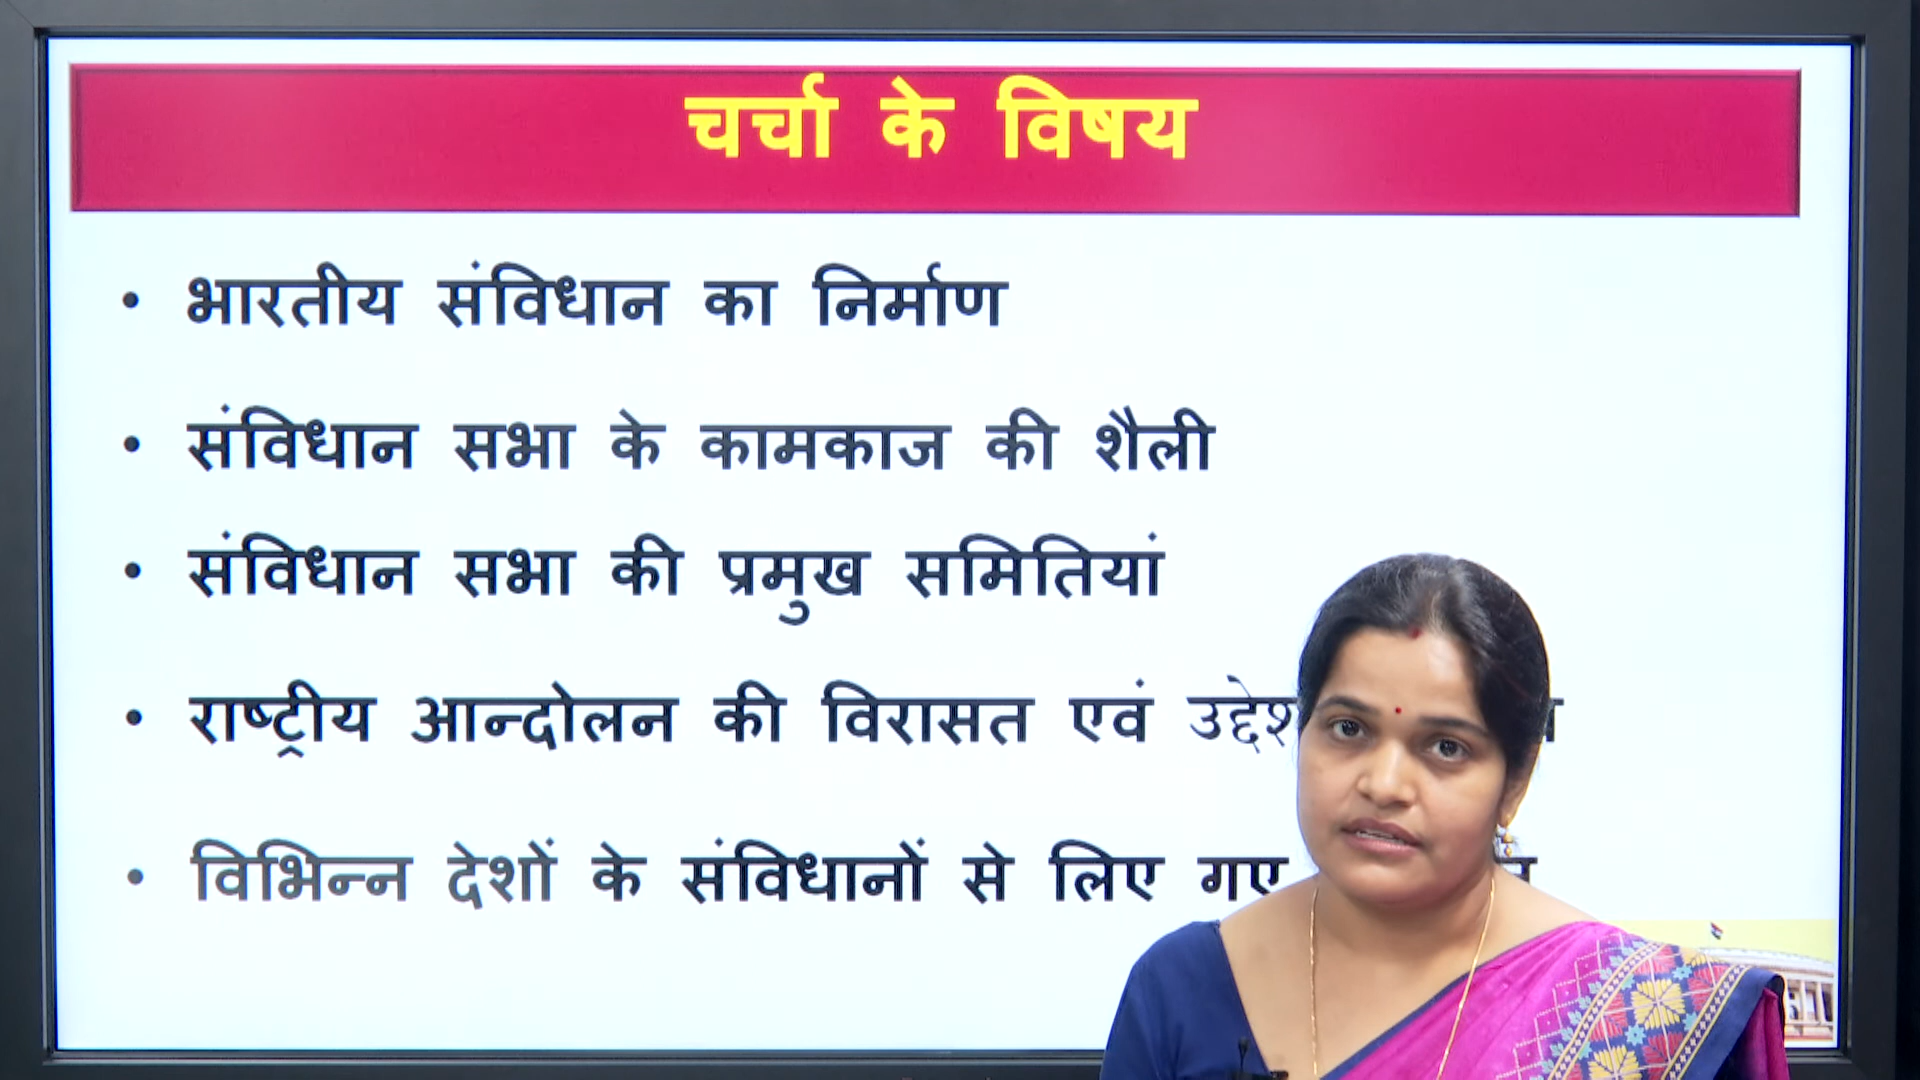 चर्चा के विषय
• भारतीय संविधान का निर्माण
• संविधान सभा के कामकाज की शैली
• संविधान सभा की प्रमुख समितियां
• राष्ट्रीय आन्दोलन की विरासत एवं
• विभिन्न देशों के संविधानों से लिए गए